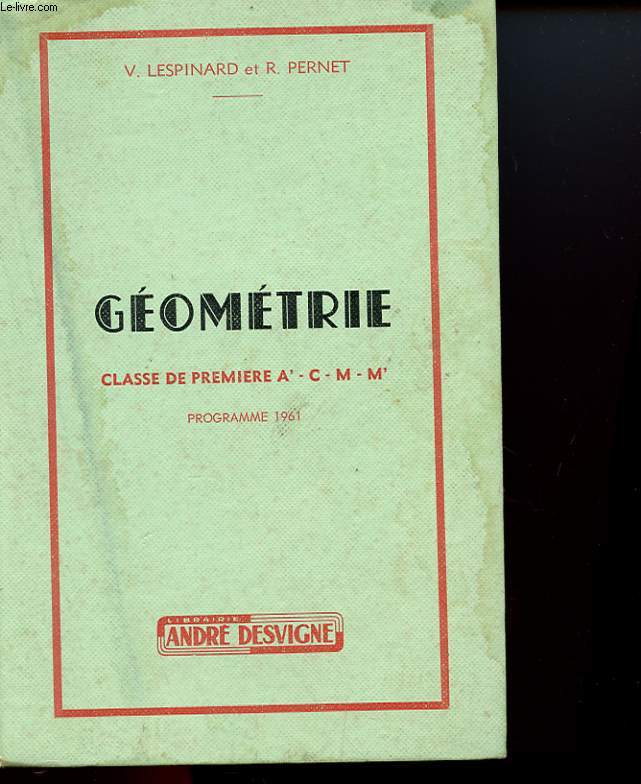 Le-livre.com
V. LESPINARD et R. PERNET
GÉOMÉTRIE
CLASSE DE PREMIERE A' - C - M - M'
PROGRAMME 1961
LIBRAIRIE
ANDRÉ DESVIGNE